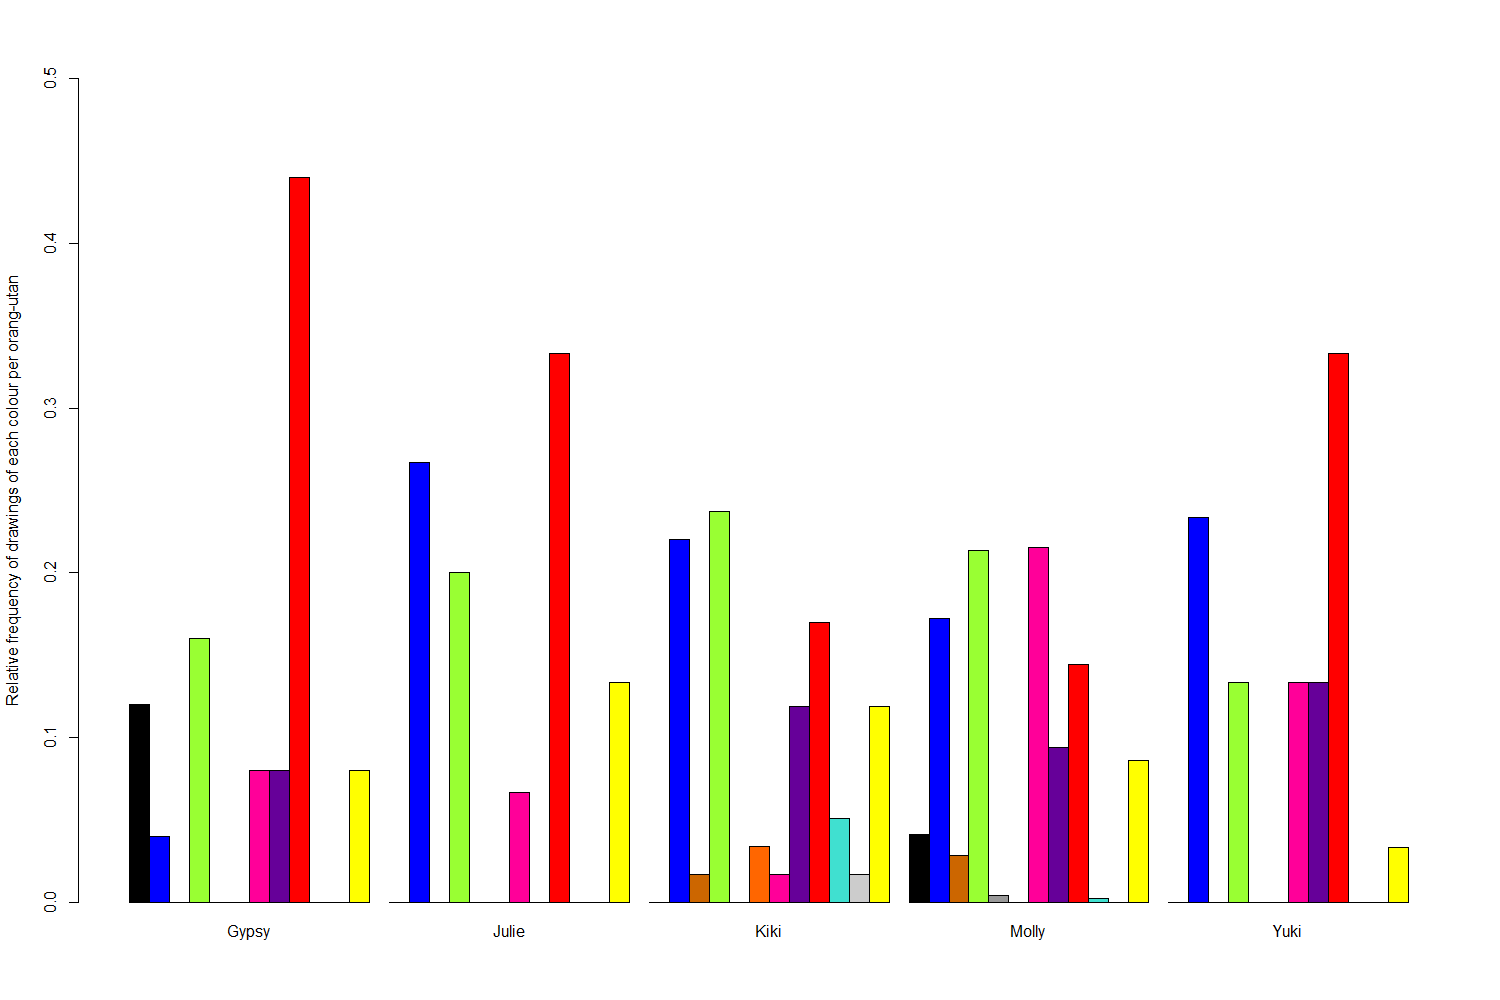 Relative frequency of drawings of each colour per orang-utan
0.5
0.4
0.3
0.2
0.1
0.0
Gypsy
Julie
Kiki
Molly
Yuki